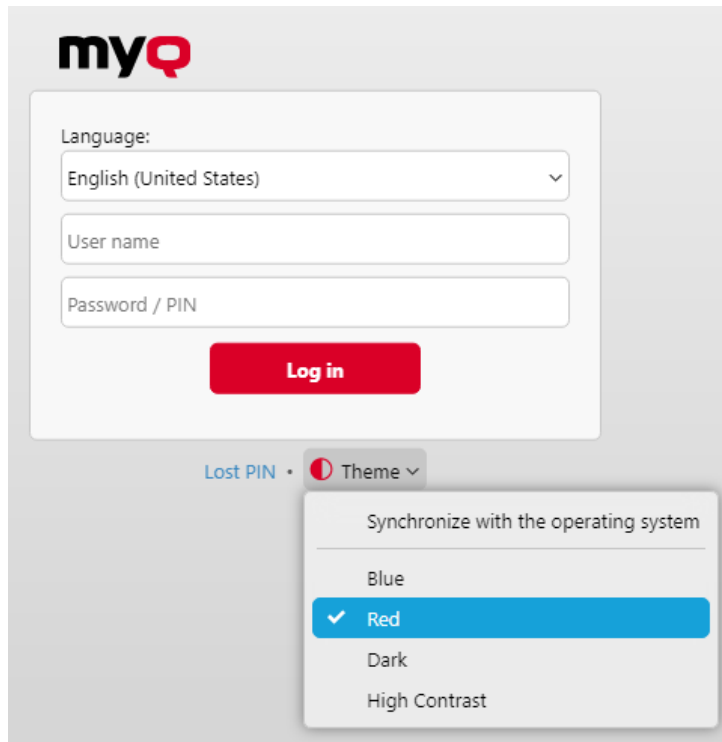 myQ
Language:
English (United States)
User name
Password / PIN
Log in
Lost PIN • Theme
Synchronize with the operating system
Blue
Red
Dark
High Contrast